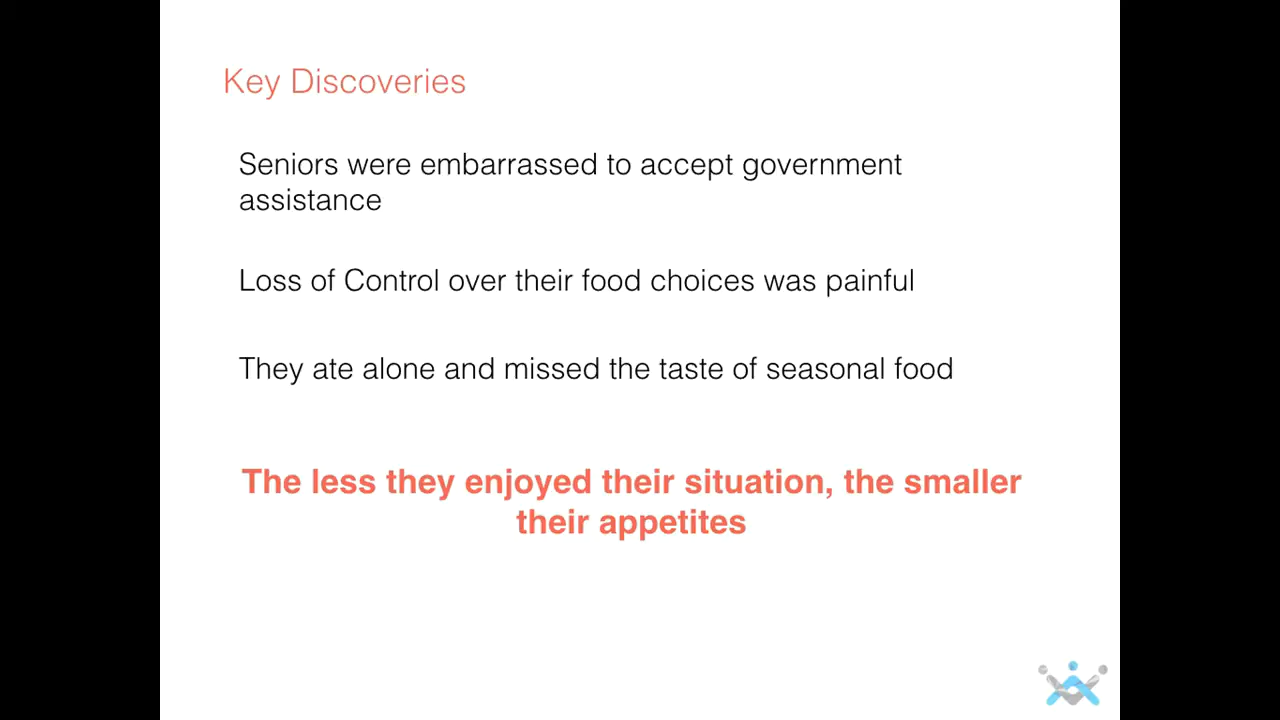 Key Discoveries
Seniors were embarrassed to accept government
assistance
Loss of Control over their food choices was painful
They ate alone and missed the taste of seasonal food
The less they enjoyed their situation, the smaller
their appetites